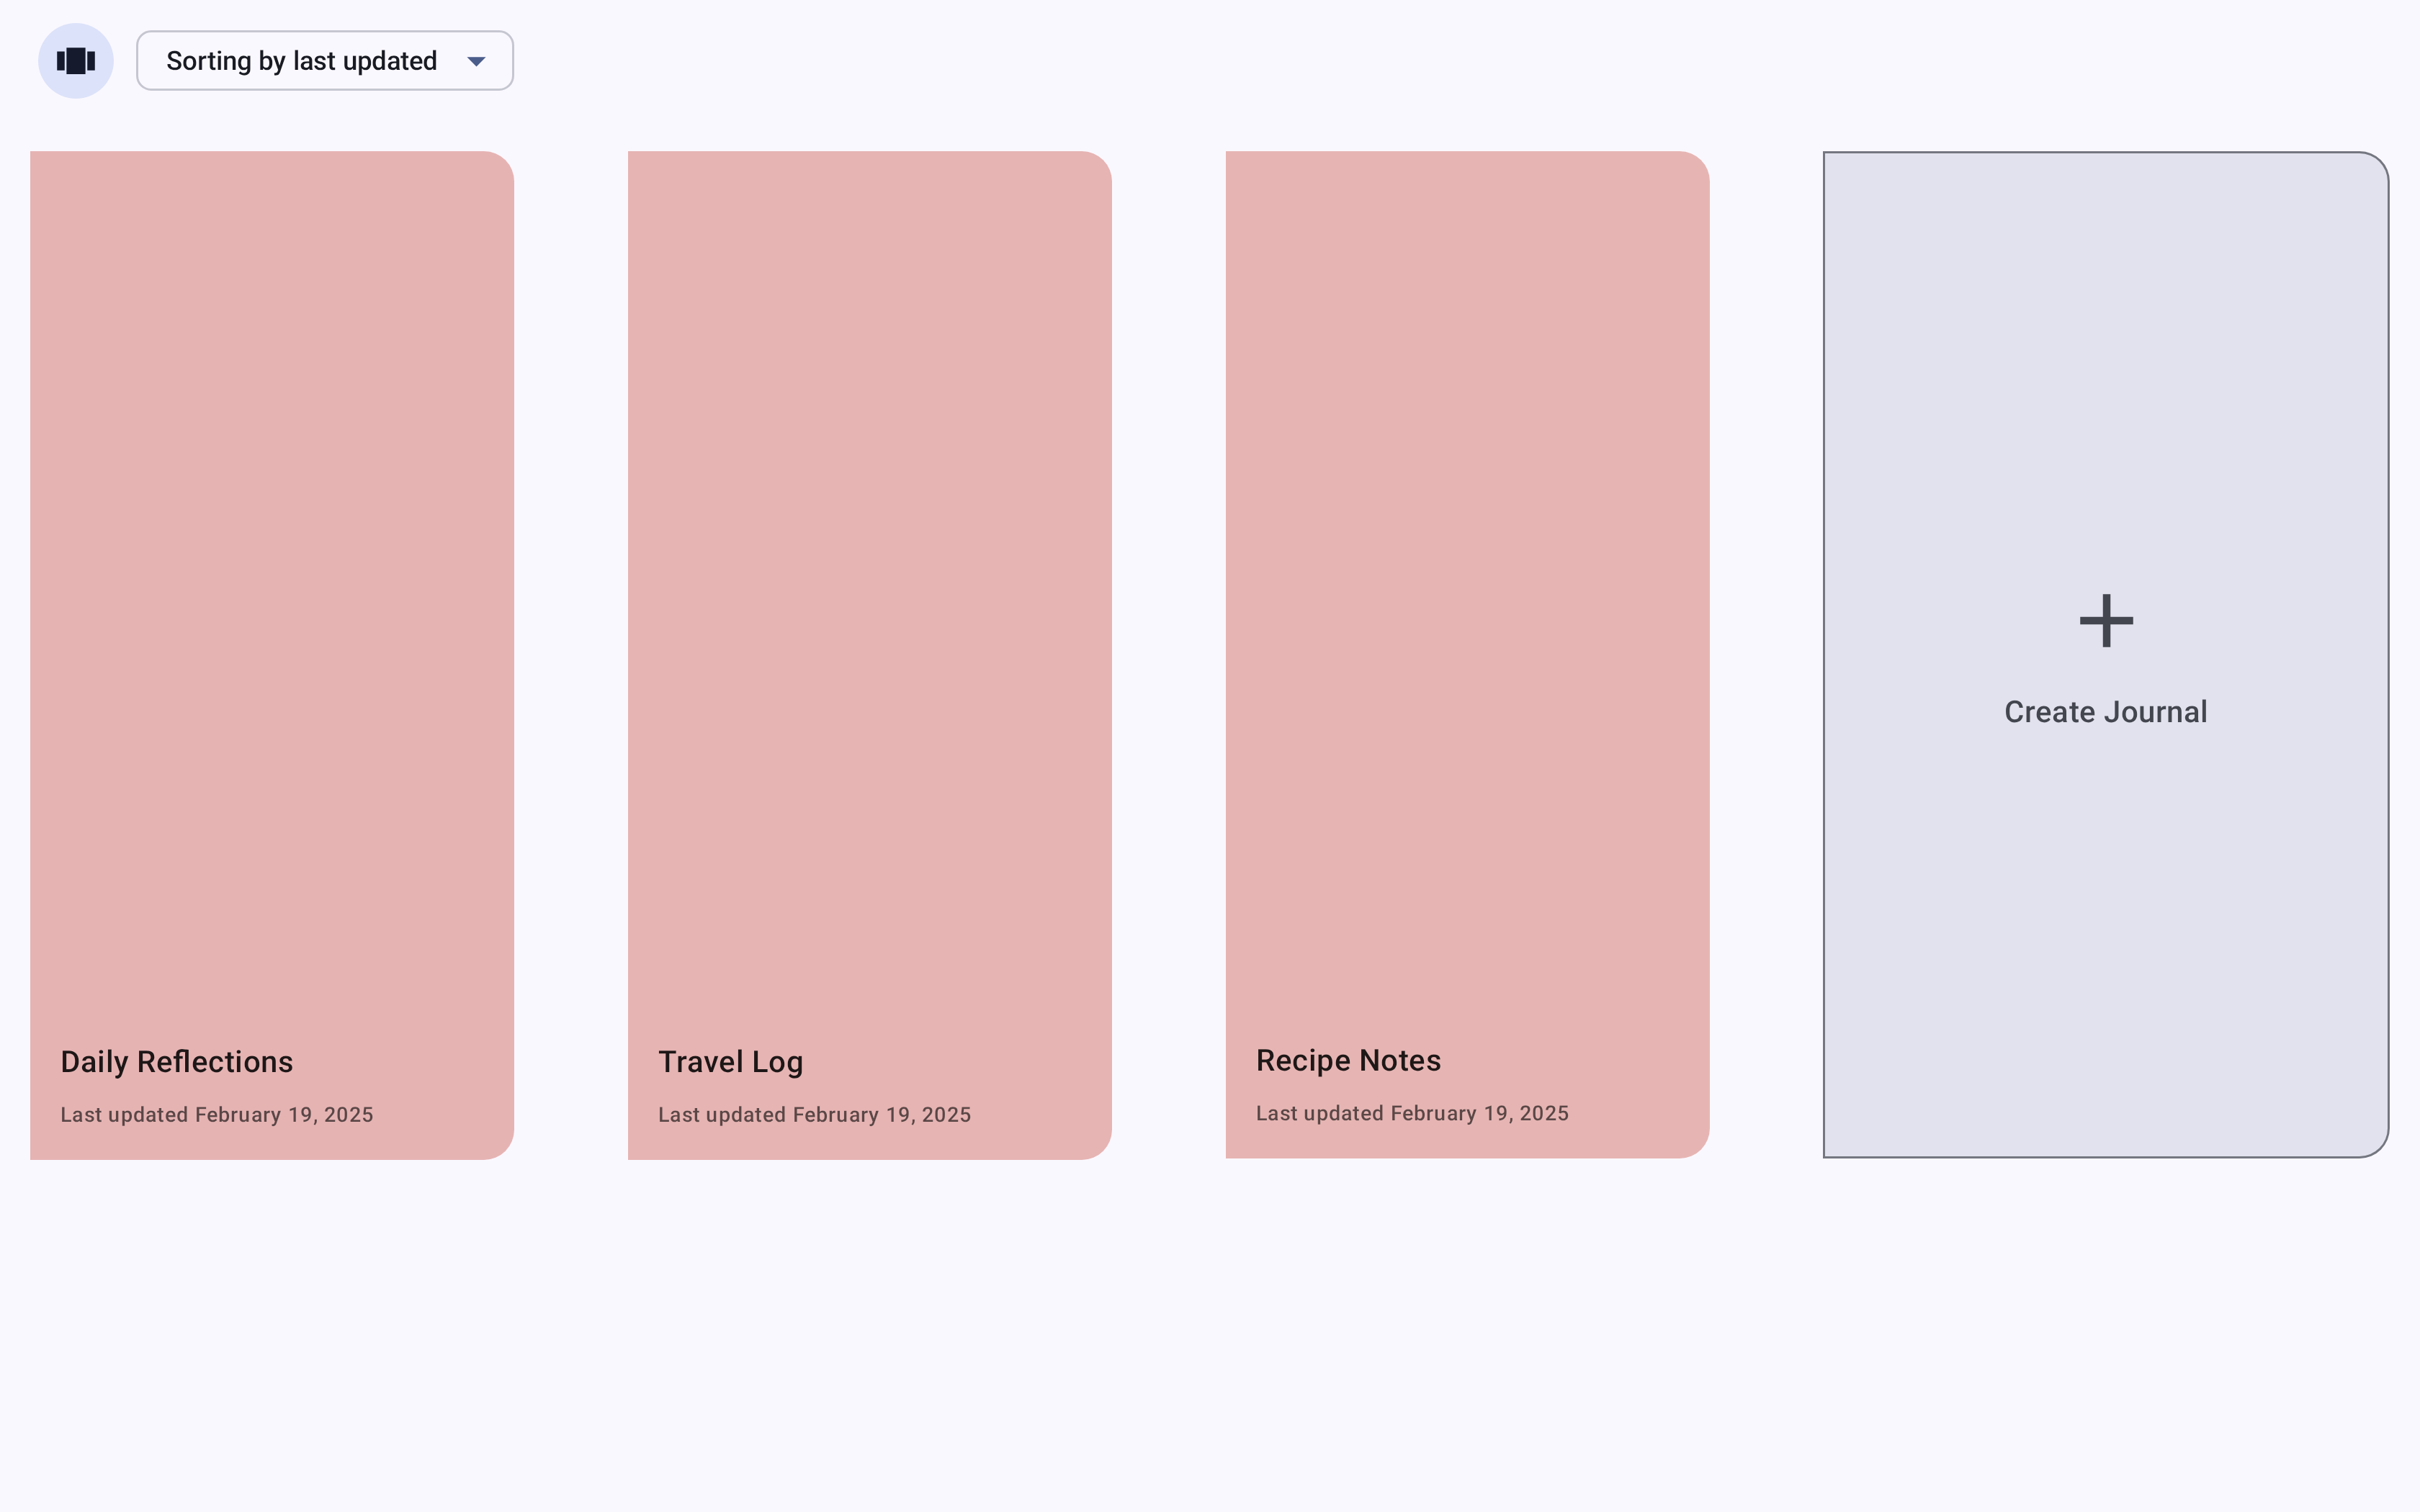 Sorting by last updated
Daily Reflections
Last updated February 19, 2025
Travel Log
Last updated February 19, 2025
Recipe Notes
Last updated February 19, 2025
Create Journal